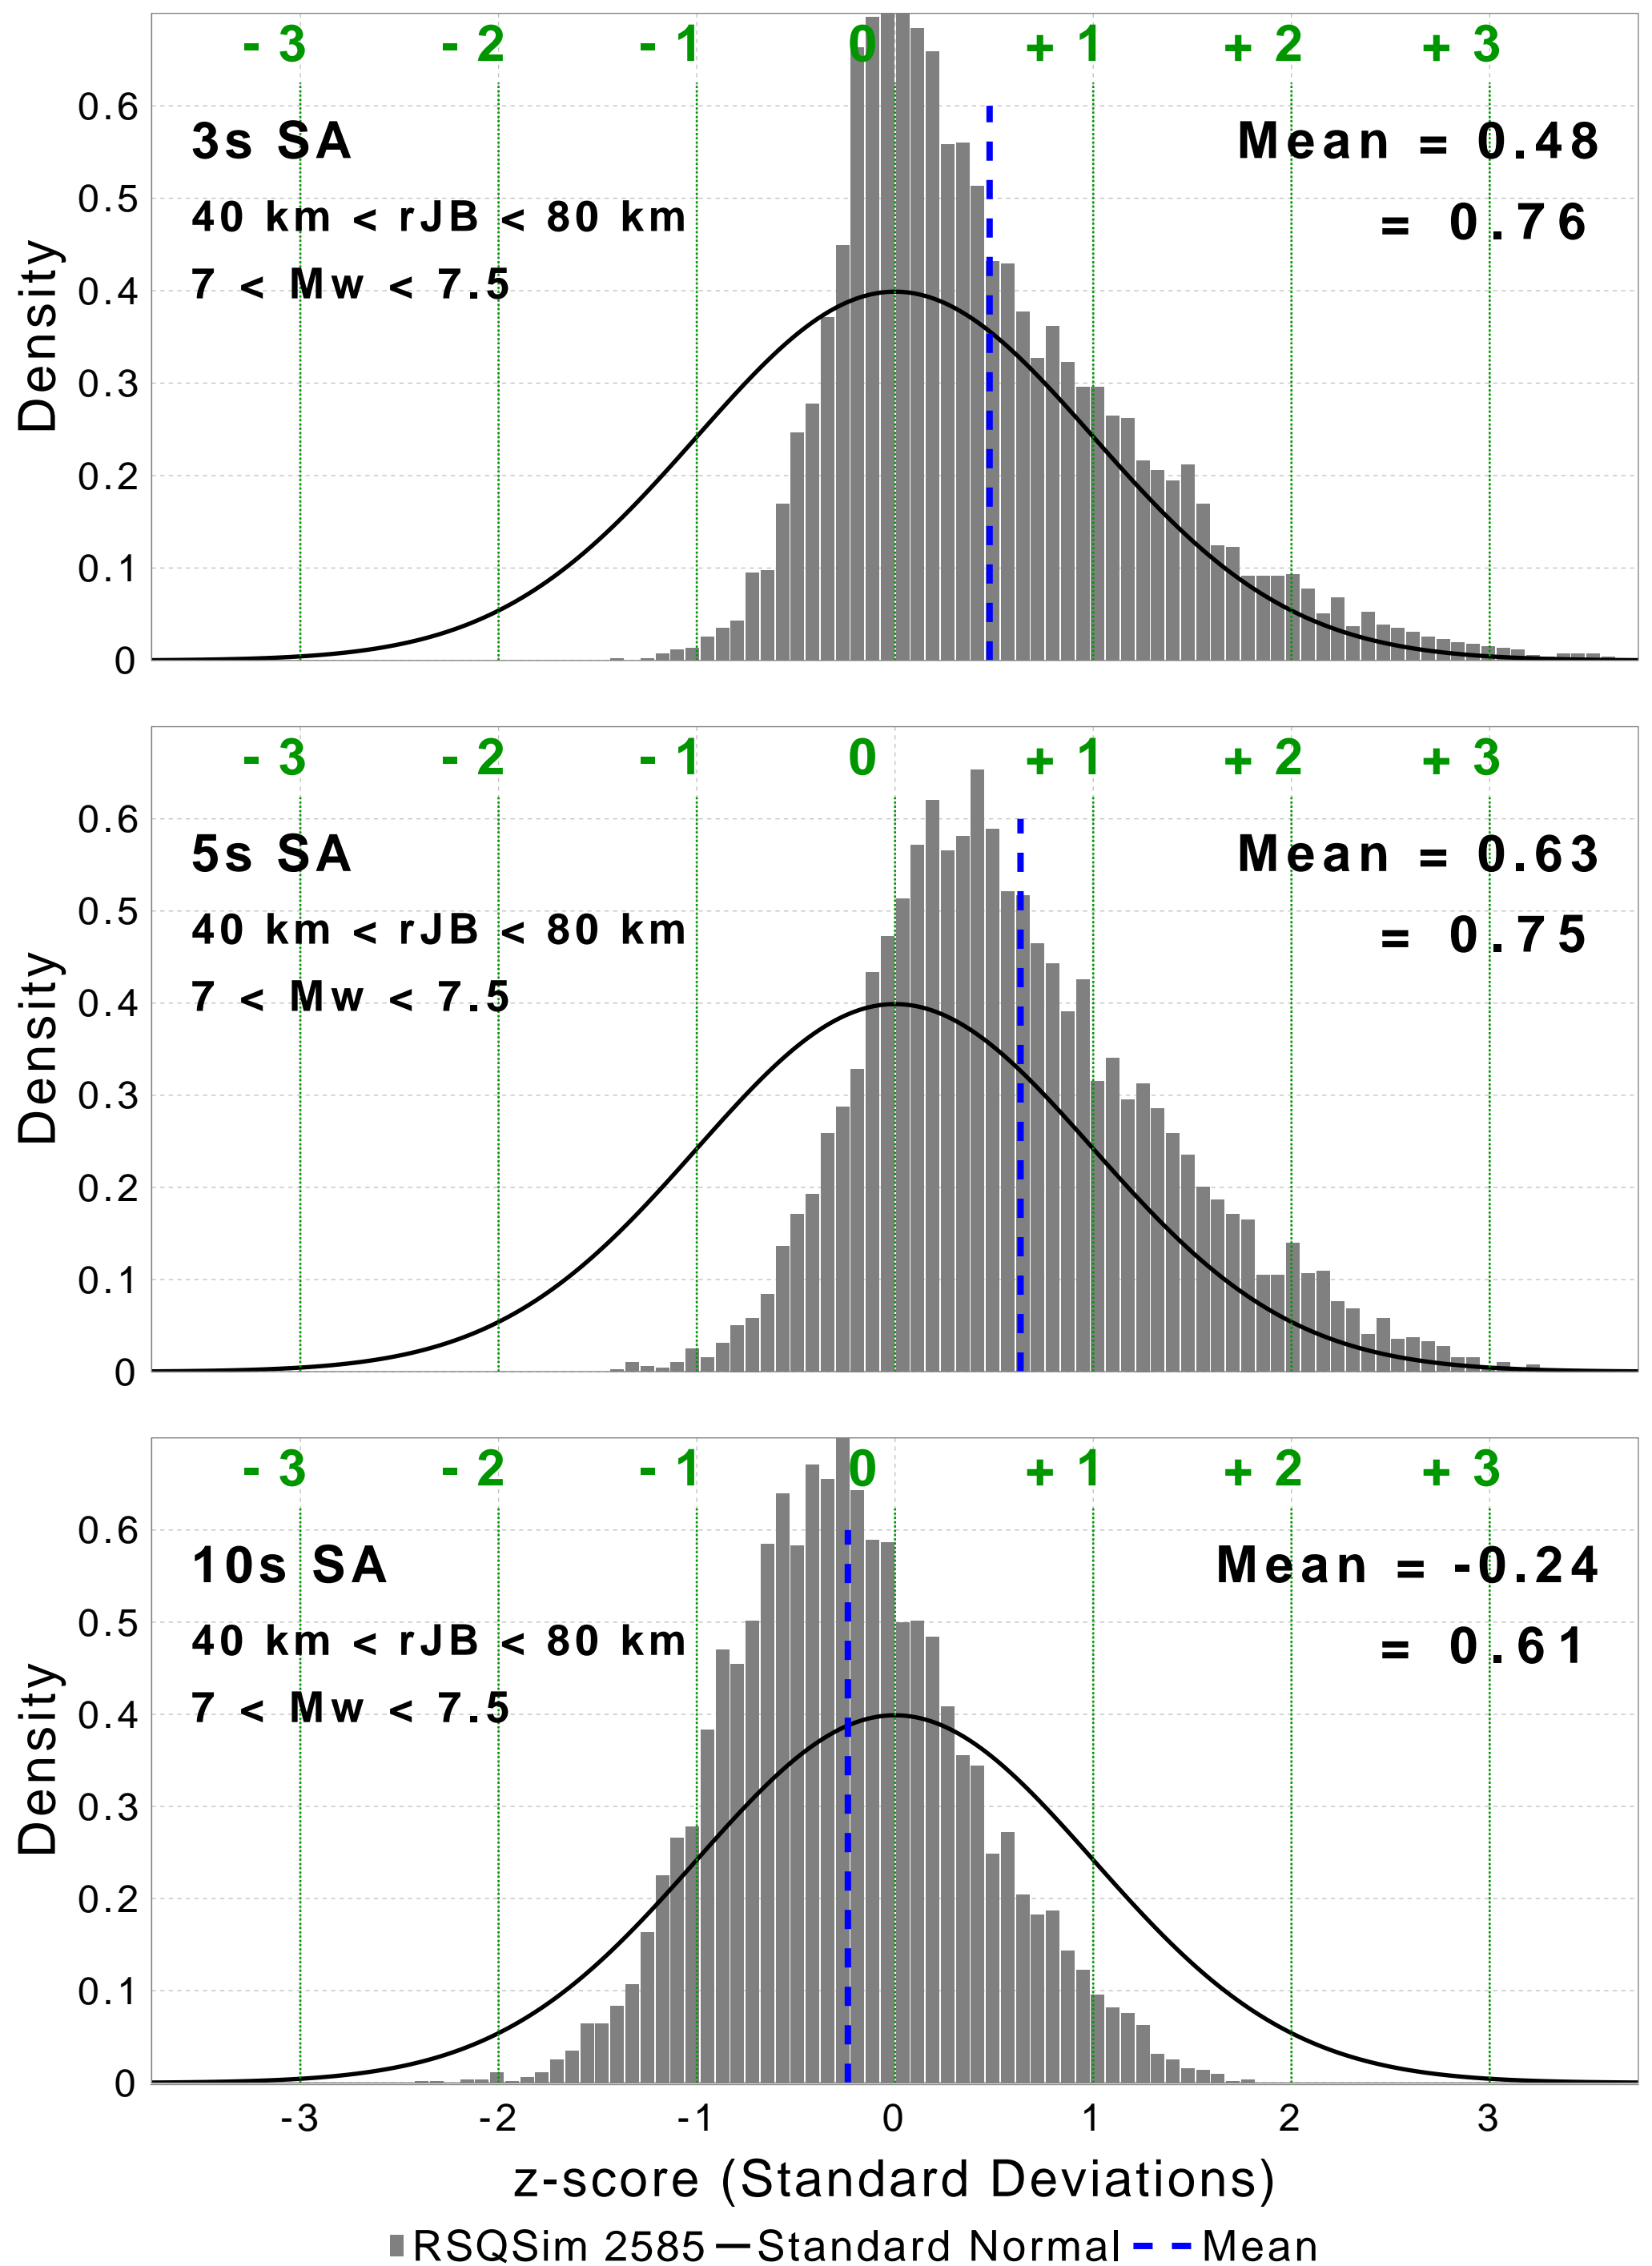 - 3 - 2 - 1 0 + 1 + 2 + 3
0.6
3s SA Mean = 0.48
0.5
40 km < rJB < 80 km = 0.76
7 < Mw < 7.5
0.4
Density
0.3
0.2
0.1
0
- 3 - 2 - 1 0 + 1 + 2 + 3
0.6
5s SA Mean = 0.63
0.5
40 km < rJB < 80 km = 0.75
7 < Mw < 7.5
0.4
Density
0.3
0.2
0.1
0
- 3 - 2 - 1 0 + 1 + 2 + 3
0.6
10s SA Mean = -0.24
0.5
40 km < rJB < 80 km = 0.61
7 < Mw < 7.5
0.4
Density
0.3
0.2
0.1
0
-3 -2 -1 0 1 2 3
z-score (Standard Deviations)
RSQSim 2585 Standard Normal Mean